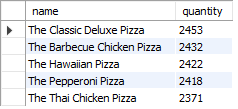 name quantity
The Classic Deluxe Pizza 2453
The Barbecue Chicken Pizza 2432
The Hawaiian Pizza 2422
The Pepperoni Pizza 2418
The Thai Chicken Pizza 2371